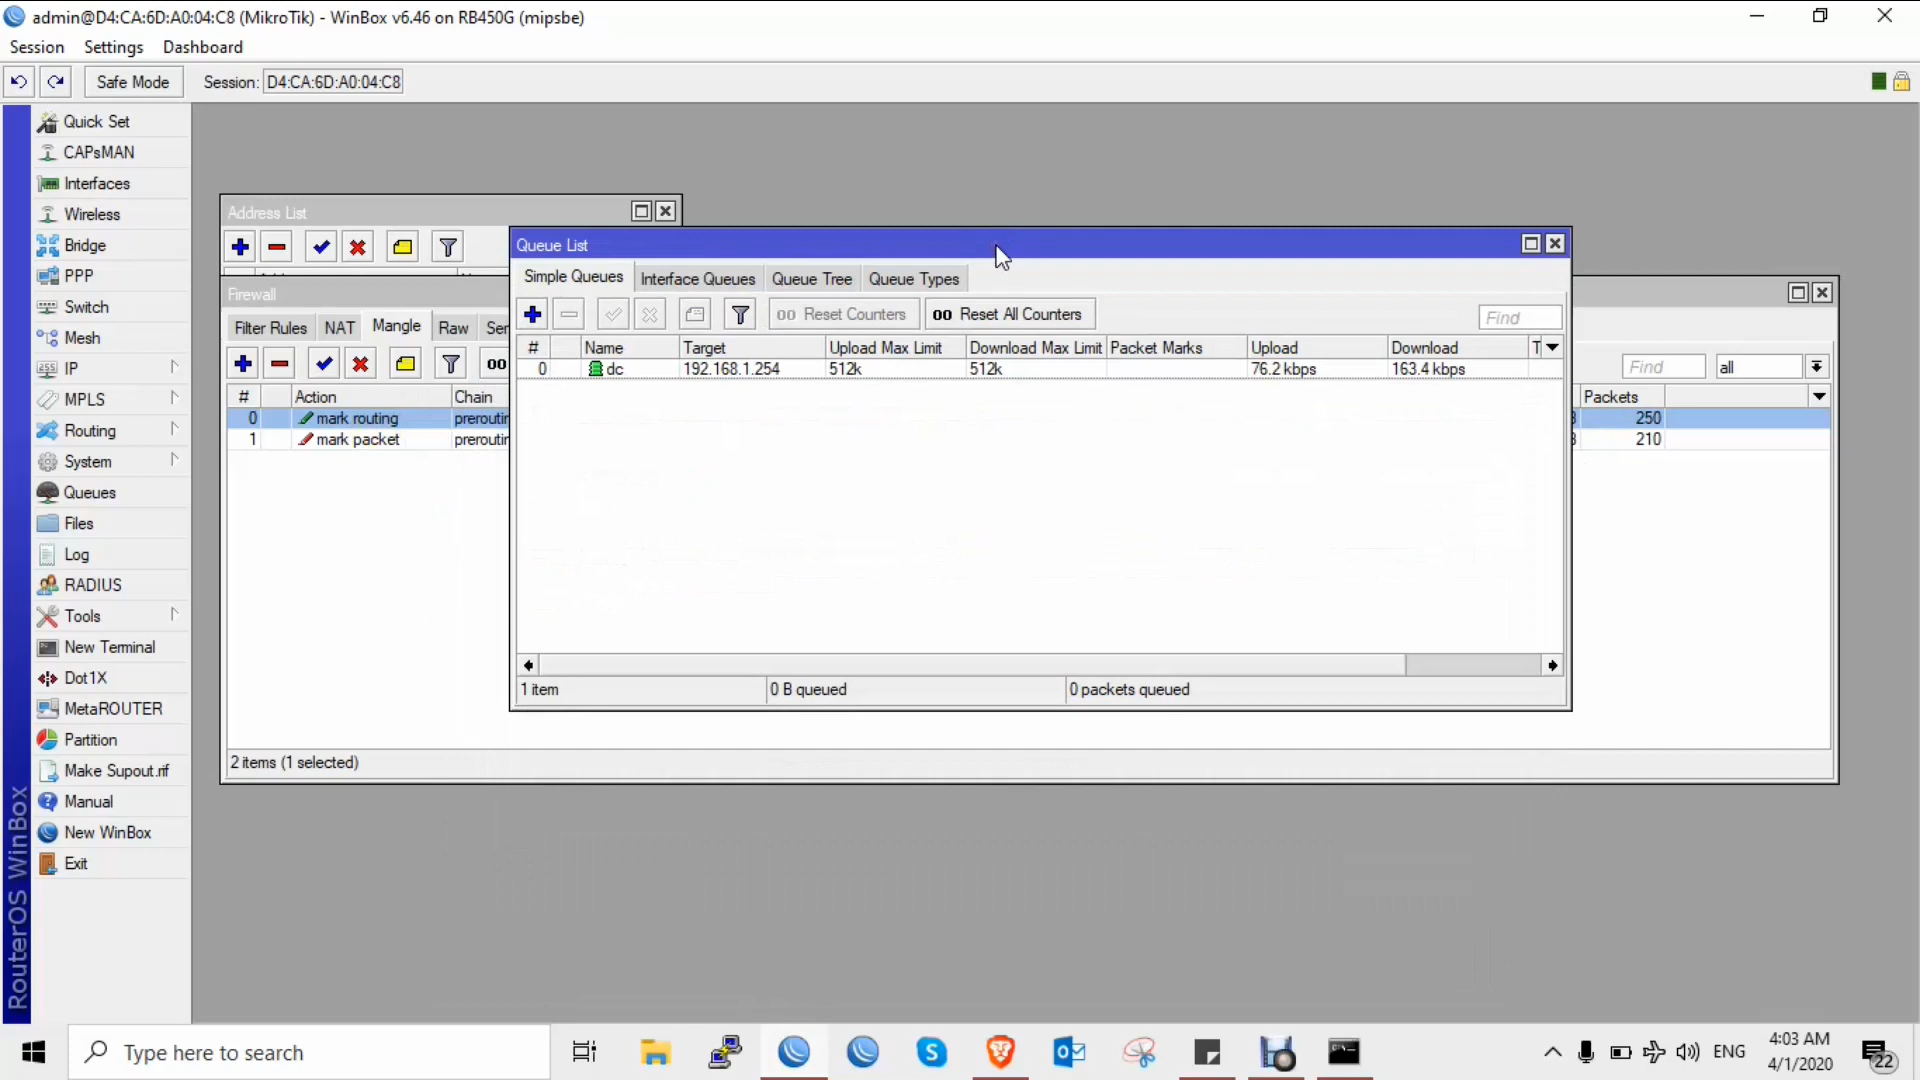 admin@D4:CA:6D:A0:04:C8 (MikroTik) - WinBox v6.46 on RB450G (mipsbe)
Session Settings Dashboard
Safe Mode Session: D4:CA:6D:A0:04:C8
Quick Set
CAPsMAN
Interfaces
Wireless
Bridge
PPP
Switch
Mesh
IP
MPLS
Routing
System
Queues
Files
Log
RADIUS
Tools
New Terminal
Dot1X
MetaROUTER
Partition
Make Supout.rif
Manual
New WinBox
Exit
RouterOS WinBox
Address List
Firewall
Filter Rules NAT Mangle Raw Ser
00
Find all
# Action Chain Packets
0 mark routing preroutin 250
1 mark packet preroutin 210
2 items (1 selected)
Queue List
Simple Queues Interface Queues Queue Tree Queue Types
00 Reset Counters 00 Reset All Counters Find
# Name Target Upload Max Limit Download Max Limit Packet Marks Upload Download T
0 dc 192.168.1.254 512k 512k 76.2 kbps 163.4 kbps
1 item 0 B queued 0 packets queued
Type here to search
ENG
4:03 AM
4/1/2020
22